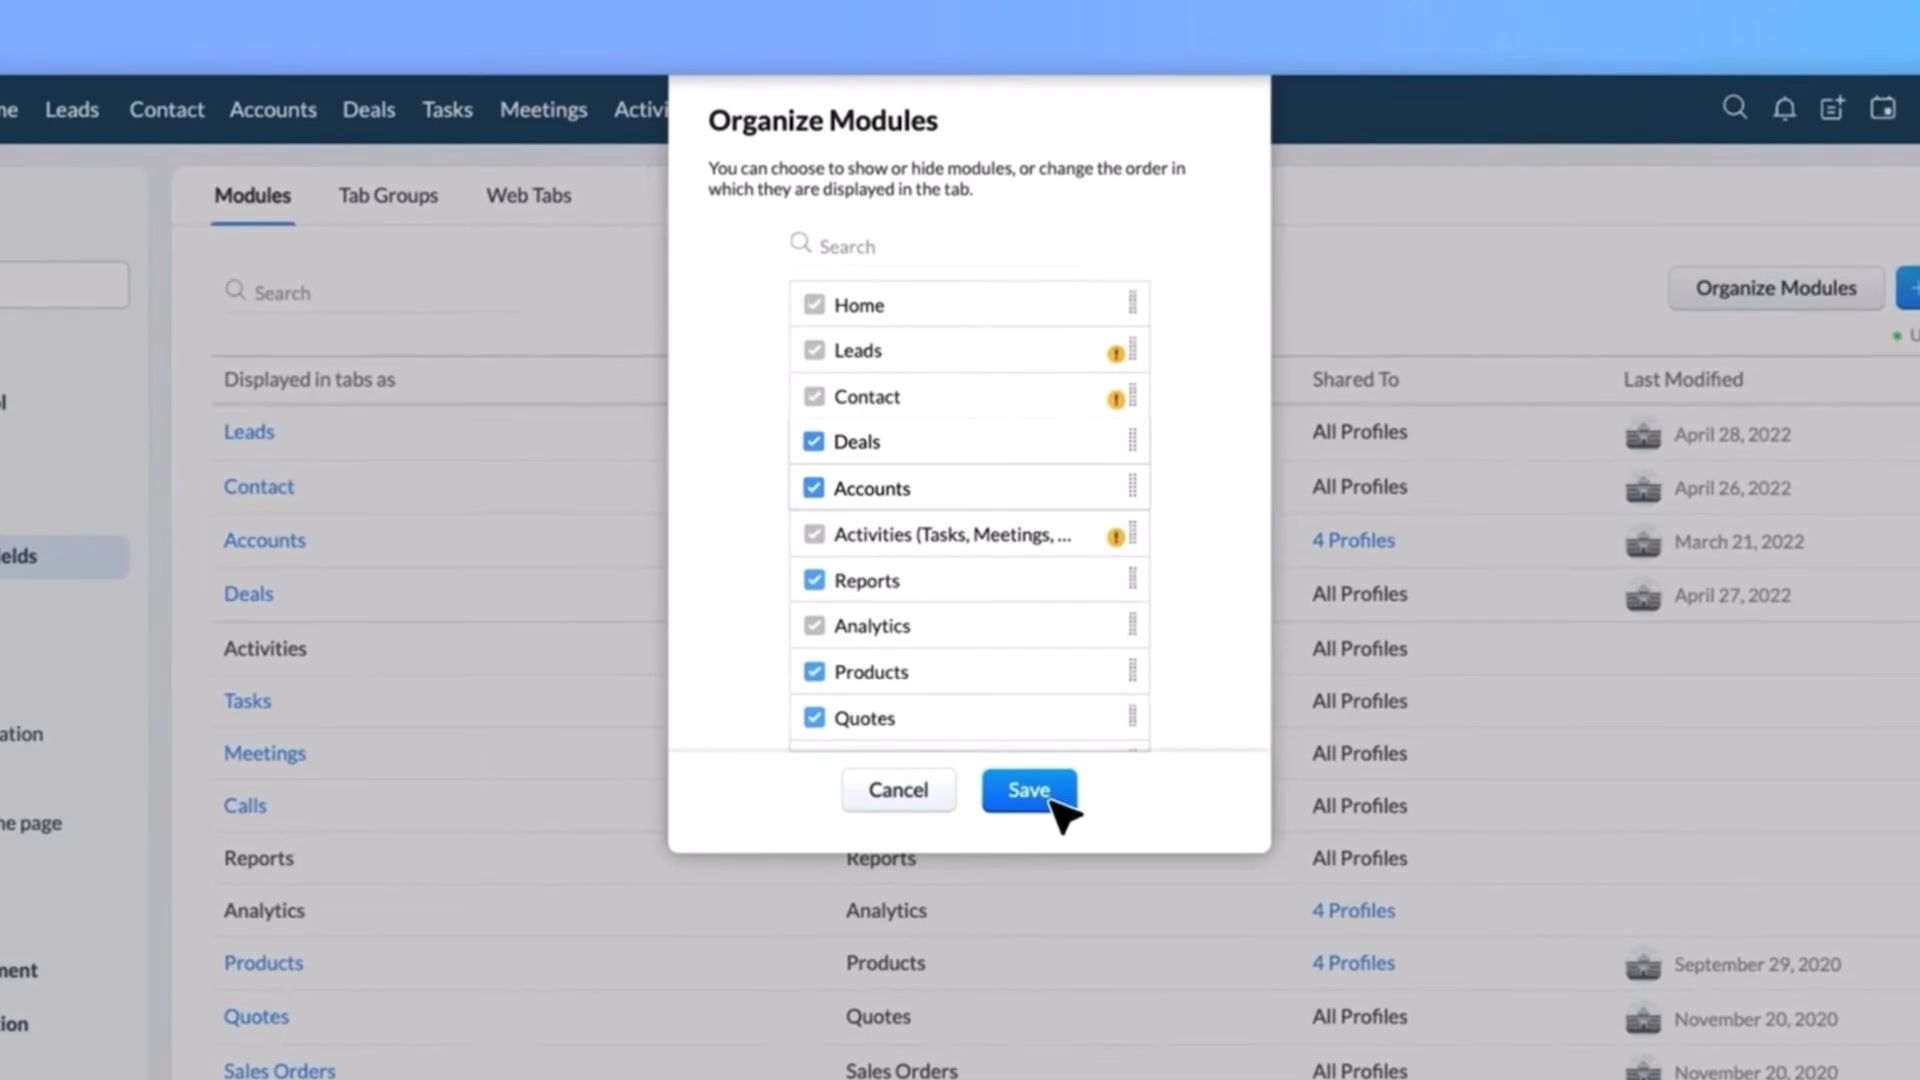 me Leads Contact Accounts Deals Tasks Meetings Activi
Organize Modules
You can choose to show or hide modules, or change the order in
which they are displayed in the tab.
Search
Home
Leads
Contact
Deals
Accounts
Activities (Tasks, Meetings, ...
Reports
Analytics
Products
Quotes
Cancel Save
Modules Tab Groups Web Tabs
Search
Organize Modules
U
Displayed in tabs as Shared To Last Modified
Leads All Profiles April 28, 2022
Contact All Profiles April 26, 2022
Accounts 4 Profiles March 21, 2022
Deals All Profiles April 27, 2022
Activities All Profiles
Tasks All Profiles
Meetings All Profiles
Calls All Profiles
Reports Reports All Profiles
Analytics Analytics 4 Profiles
Products Products 4 Profiles September 29, 2020
Quotes Quotes All Profiles November 20, 2020
Sales Orders Sales Orders All Profiles November 20, 2020
ields
ation
ne page
ment
ion